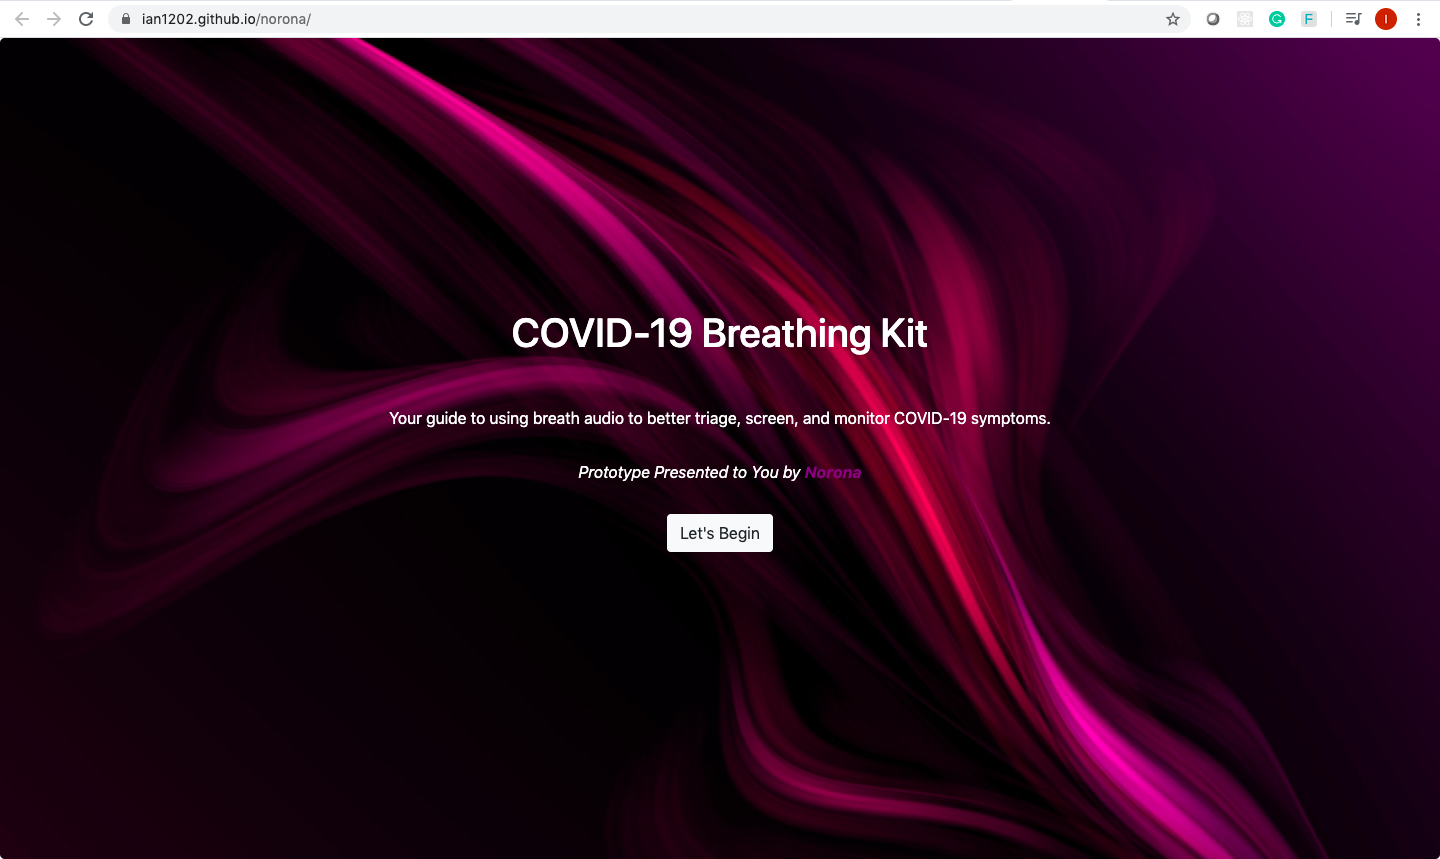 ian1202.github.io/norona/
F
I
COVID-19 Breathing Kit
Your guide to using breath audio to better triage, screen, and monitor COVID-19 symptoms.
Prototype Presented to You by Norona
Let's Begin